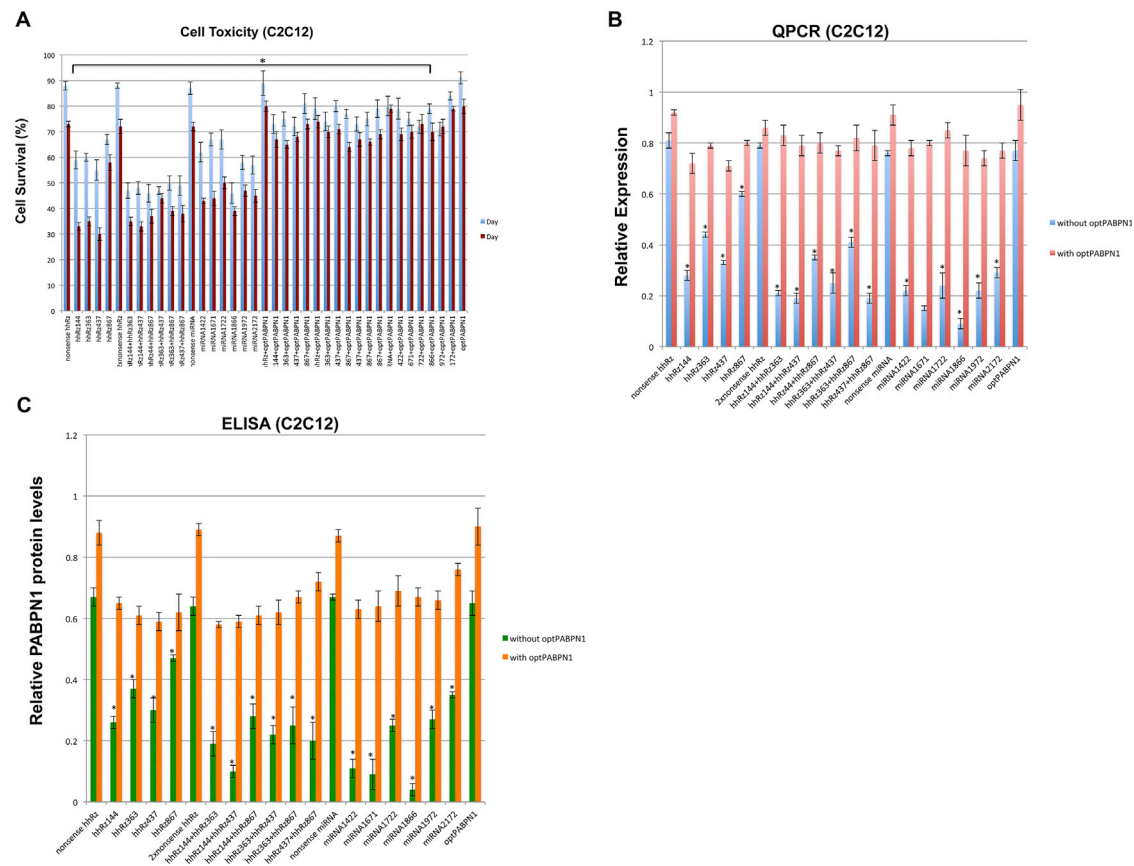 A
Cell Toxicity (C2C12)
*
100
90
80
70
60
50
40
30
20
10
0
Cell Survival (%)
Day
Day
nonsense hhRz
hhRz144
hhRz363
hhRz437
hhRz867
nonsense miRNA
miRNA1422
miRNA1671
miRNA1722
miRNA1866
miRNA1972
miRNA2172
optPABPN1
B
QPCR (C2C12)
1.2
1
0.8
0.6
0.4
0.2
0
Relative Expression
without optPABPN1
with optPABPN1
nonsense hhRz
hhRz144
hhRz363
hhRz437
hhRz867
2xnonsense hhRz
hhRz144+hhRz363
hhRz144+hhRz437
hhRz44+hhRz867
hhRz363+hhRz437
hhRz363+hhRz867
hhRz437+hhRz867
nonsense miRNA
miRNA1422
miRNA1671
miRNA1722
miRNA1866
miRNA1972
miRNA2172
optPABPN1
C
ELISA (C2C12)
1.2
1
0.8
0.6
0.4
0.2
0
Relative PABPN1 protein levels
without optPABPN1
with optPABPN1
nonsense hhRz
hhRz144
hhRz363
hhRz437
hhRz867
2xnonsense hhRz
hhRz144+hhRz363
hhRz144+hhRz437
hhRz144+hhRz867
hhRz363+hhRz437
hhRz363+hhRz867
hhRz437+hhRz867
nonsense miRNA
miRNA1422
miRNA1671
miRNA1722
miRNA1866
miRNA1972
miRNA2172
optPABPN1